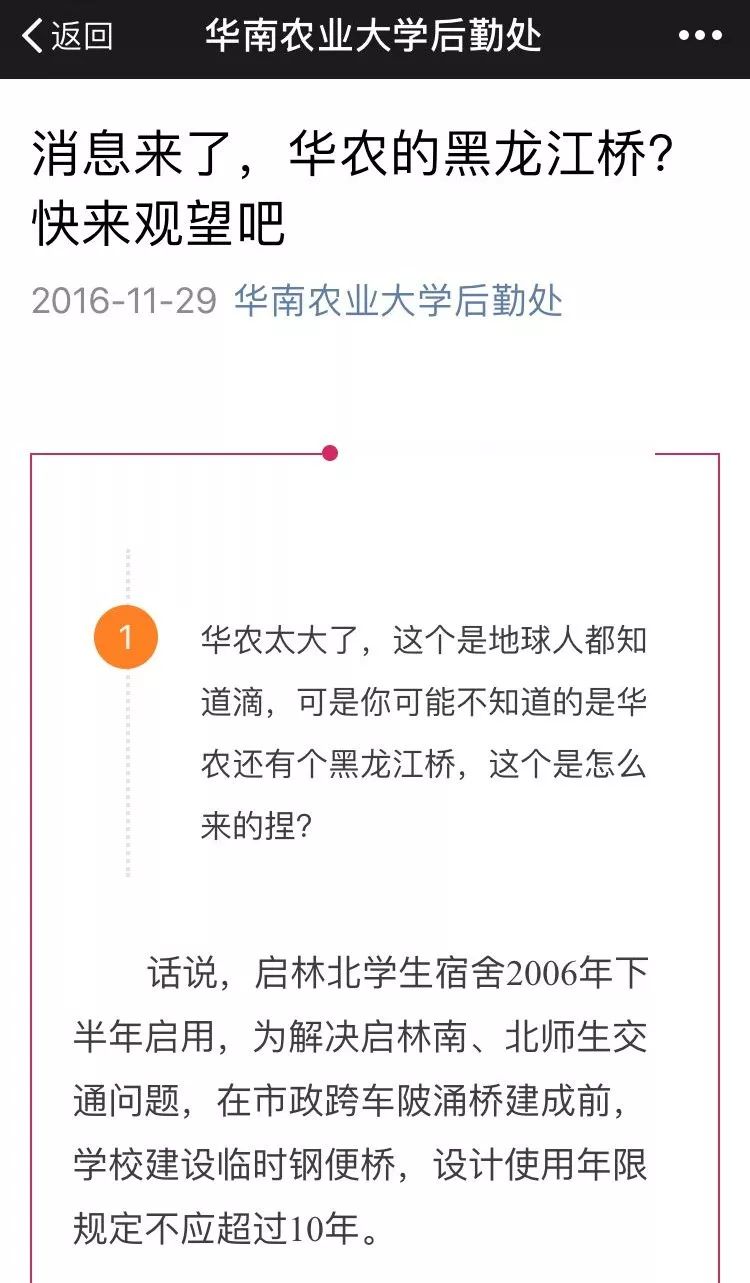 返回 华南农业大学后勤处
消息来了，华农的黑龙江桥？
快来观望吧
2016-11-29 华南农业大学后勤处
1
华农太大了，这个是地球人都知
道滴，可是你可能不知道的是华
农还有个黑龙江桥，这个是怎么
来的捏？
话说，启林北学生宿舍2006年下
半年启用，为解决启林南、北师生交
通问题，在市政跨车陂涌桥建成前，
学校建设临时钢便桥，设计使用年限
规定不应超过10年。